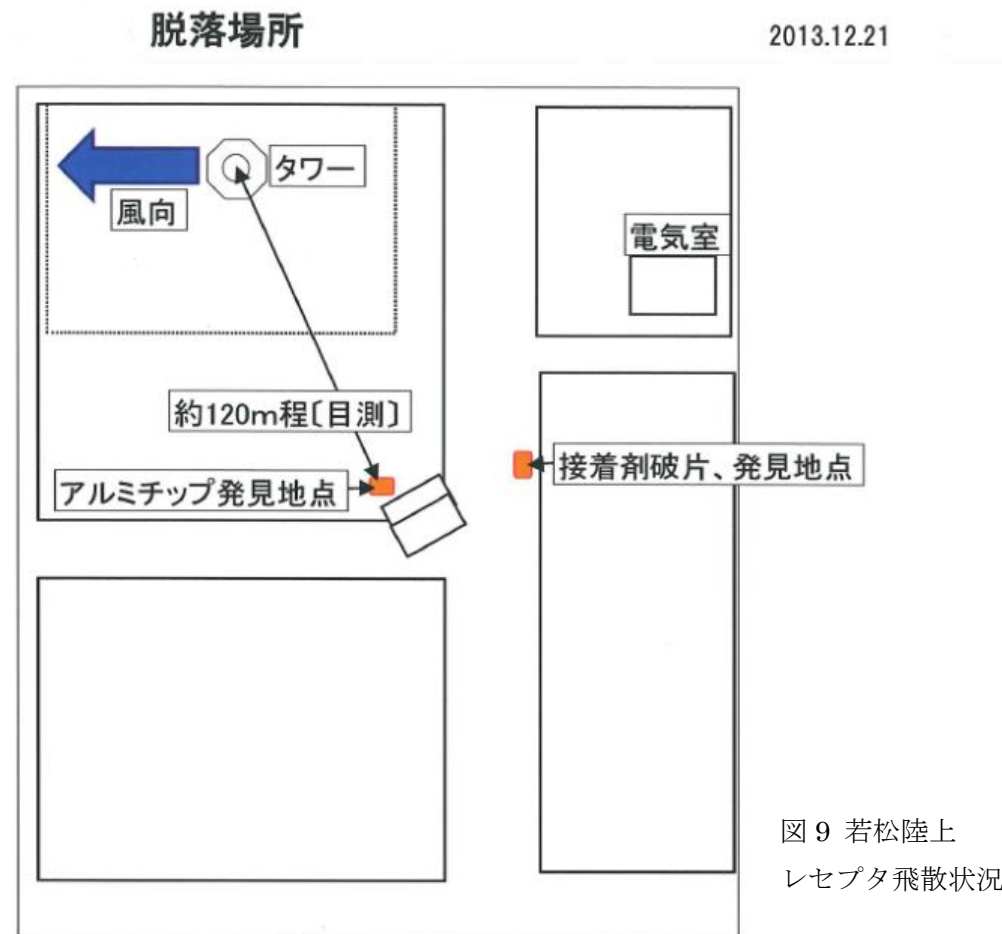 脱落場所
2013.12.21
タワー
風向
電気室
約120m程〔目測〕
接着剤破片、発見地点
アルミチップ発見地点
図 9 若松陸上
レセプタ飛散状況